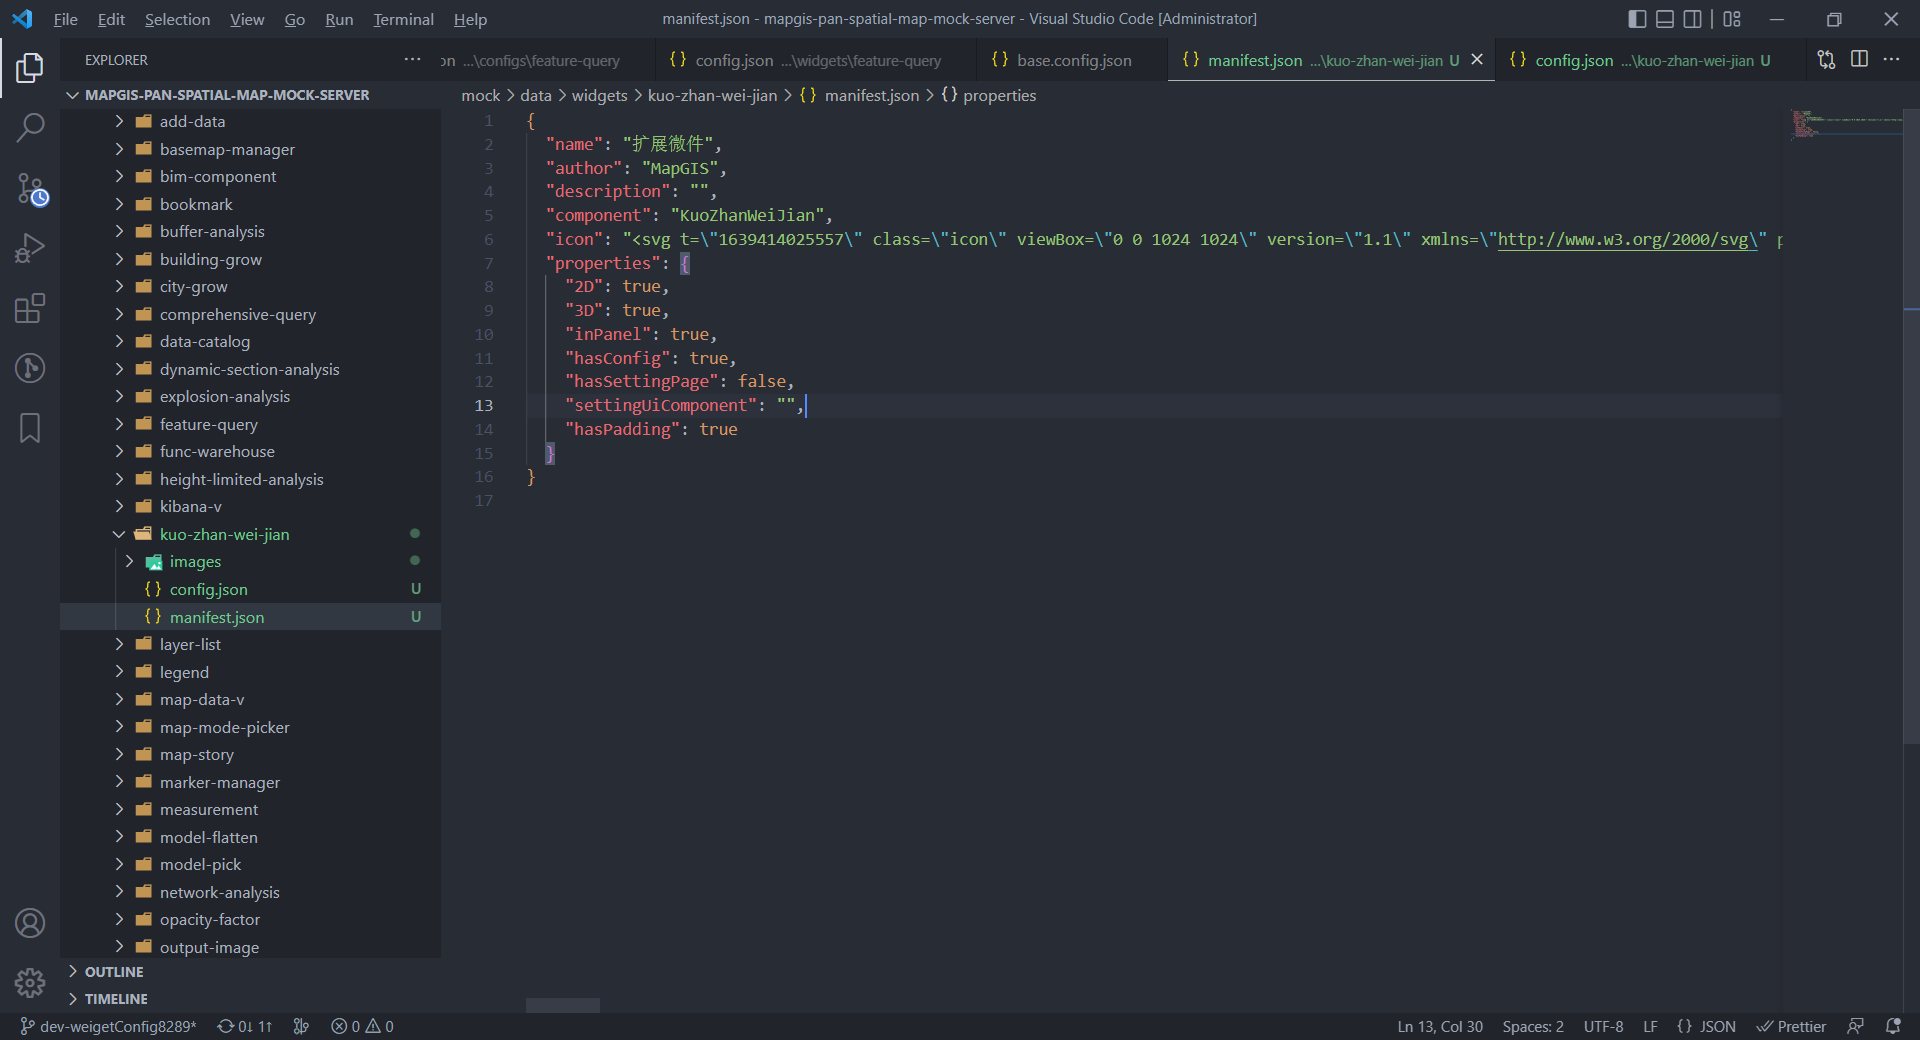 File Edit Selection View Go Run Terminal Help
manifest.json - mapgis-pan-spatial-map-mock-server - Visual Studio Code [Administrator]
EXPLORER
on ...\configs\feature-query
{} config.json ...\widgets\feature-query
{} base.config.json
{} manifest.json ...\kuo-zhan-wei-jian U
{} config.json ...\kuo-zhan-wei-jian U
MAPGIS-PAN-SPATIAL-MAP-MOCK-SERVER
mock > data > widgets > kuo-zhan-wei-jian > {} manifest.json > {} properties
add-data
basemap-manager
bim-component
bookmark
buffer-analysis
building-grow
city-grow
comprehensive-query
data-catalog
dynamic-section-analysis
explosion-analysis
feature-query
func-warehouse
height-limited-analysis
kibana-v
kuo-zhan-wei-jian
images
{} config.json U
{} manifest.json U
layer-list
legend
map-data-v
map-mode-picker
map-story
marker-manager
measurement
model-flatten
model-pick
network-analysis
opacity-factor
output-image
OUTLINE
TIMELINE
1 {
2 "name": "扩展微件",
3 "author": "MapGIS",
4 "description": "",
5 "component": "KuoZhanWeiJian",
6 "icon": "<svg t=\"1639414025557\" class=\"icon\" viewBox=\"0 0 1024 1024\" version=\"1.1\" xmlns=\"http://www.w3.org/2000/svg\" p
7 "properties": {
8 "2D": true,
9 "3D": true,
10 "inPanel": true,
11 "hasConfig": true,
12 "hasSettingPage": false,
13 "settingUiComponent": "",
14 "hasPadding": true
15 }
16 }
17
dev-weigetConfig8289* 0↓ 1↑ 0 0
Ln 13, Col 30 Spaces: 2 UTF-8 LF {} JSON Prettier